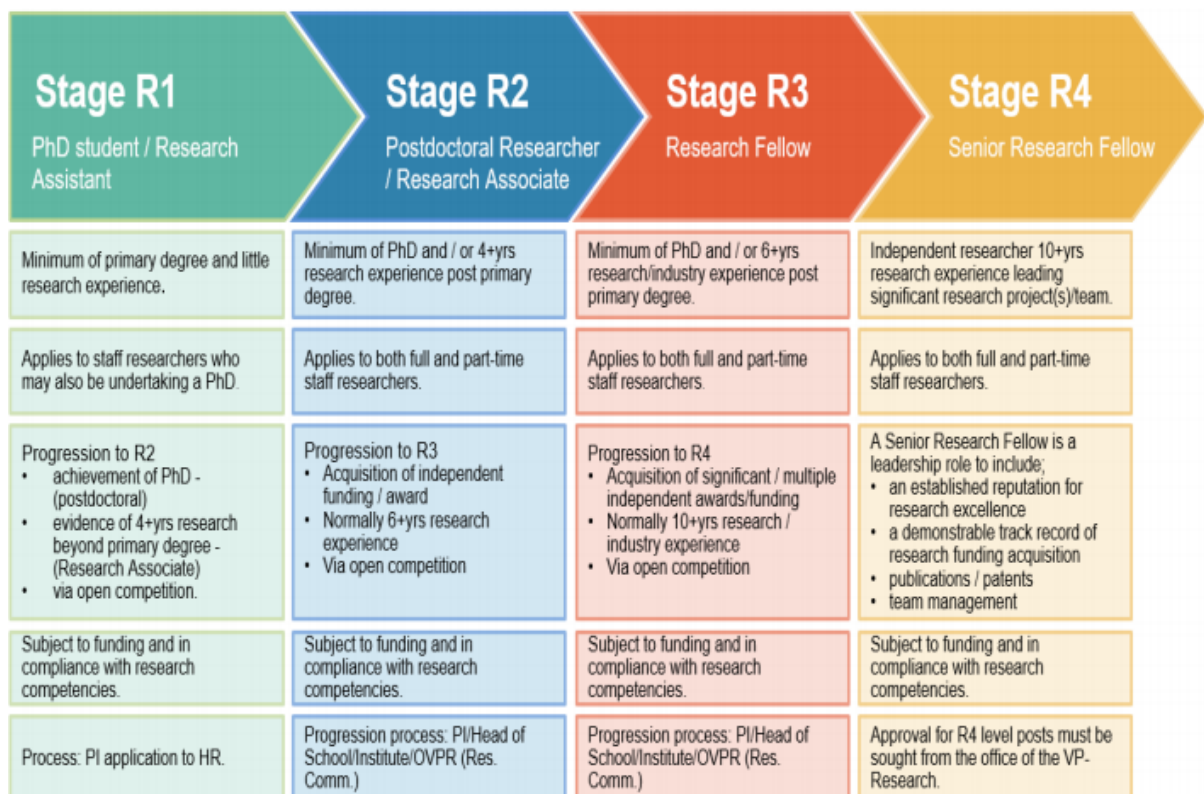 Stage R1
PhD student / Research
Assistant
Stage R2
Postdoctoral Researcher
/ Research Associate
Stage R3
Research Fellow
Stage R4
Senior Research Fellow
Minimum of primary degree and little
research experience.
Minimum of PhD and / or 4+yrs
research experience post primary
degree.
Minimum of PhD and / or 6+yrs
research/industry experience post
primary degree.
Independent researcher 10+yrs
research experience leading
significant research project(s)/team.
Applies to staff researchers who
may also be undertaking a PhD.
Applies to both full and part-time
staff researchers.
Applies to both full and part-time
staff researchers.
Applies to both full and part-time
staff researchers.
Progression to R2
• achievement of PhD -
(postdoctoral)
• evidence of 4+yrs research
beyond primary degree -
(Research Associate)
• via open competition.
Progression to R3
• Acquisition of independent
funding / award
• Normally 6+yrs research
experience
• Via open competition
Progression to R4
• Acquisition of significant / multiple
independent awards/funding
• Normally 10+yrs research /
industry experience
• Via open competition
A Senior Research Fellow is a
leadership role to include;
• an established reputation for
research excellence
• a demonstrable track record of
research funding acquisition
• publications / patents
• team management
Subject to funding and in
compliance with research
competencies.
Subject to funding and in
compliance with research
competencies.
Subject to funding and in
compliance with research
competencies.
Subject to funding and in
compliance with research
competencies.
Process: PI application to HR.
Progression process: PI/Head of
School/Institute/OVPR (Res.
Comm.)
Progression process: PI/Head of
School/Institute/OVPR (Res.
Comm.)
Approval for R4 level posts must be
sought from the office of the VP-
Research.